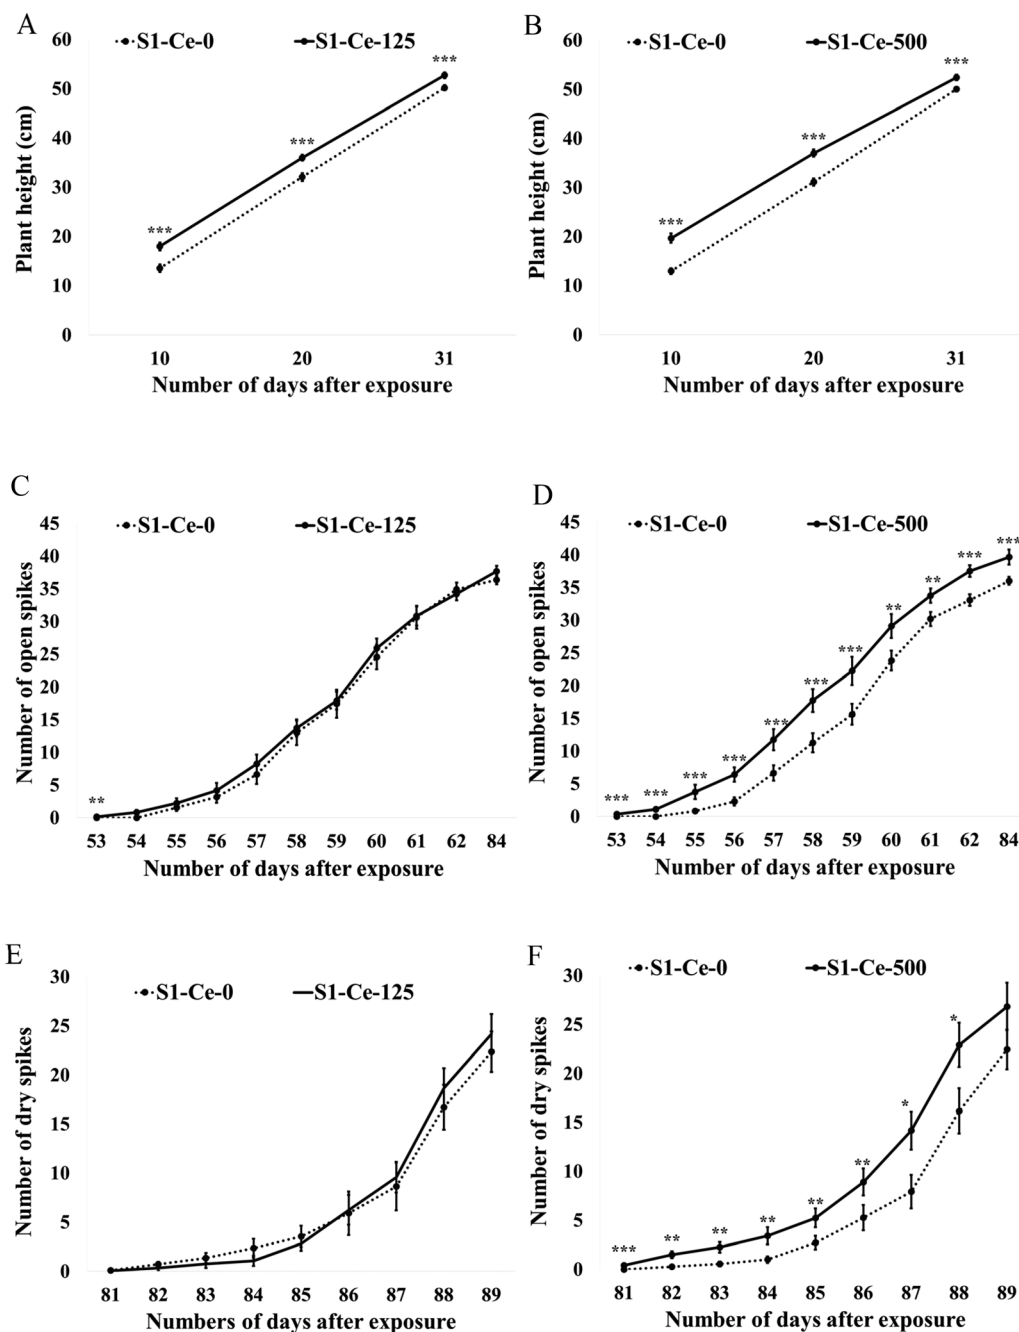 A
S1-Ce-0 S1-Ce-125
60
50
40
30
20
10
0
Plant height (cm)
***
***
***
10 20 31
Number of days after exposure
B
S1-Ce-0 S1-Ce-500
60
50
40
30
20
10
0
Plant height (cm)
***
***
***
10 20 31
Number of days after exposure
C
S1-Ce-0 S1-Ce-125
45
40
35
30
25
20
15
10
5
0
Number of open spikes
**
53 54 55 56 57 58 59 60 61 62 84
Number of days after exposure
D
S1-Ce-0 S1-Ce-500
45
40
35
30
25
20
15
10
5
0
Number of open spikes
*** *** *** *** *** *** *** ** ** *** ***
53 54 55 56 57 58 59 60 61 62 84
Number of days after exposure
E
S1-Ce-0 S1-Ce-125
30
25
20
15
10
5
0
Number of dry spikes
81 82 83 84 85 86 87 88 89
Numbers of days after exposure
F
S1-Ce-0 S1-Ce-500
30
25
20
15
10
5
0
Number of dry spikes
*** ** ** ** ** ** * *
81 82 83 84 85 86 87 88 89
Number of days after exposure